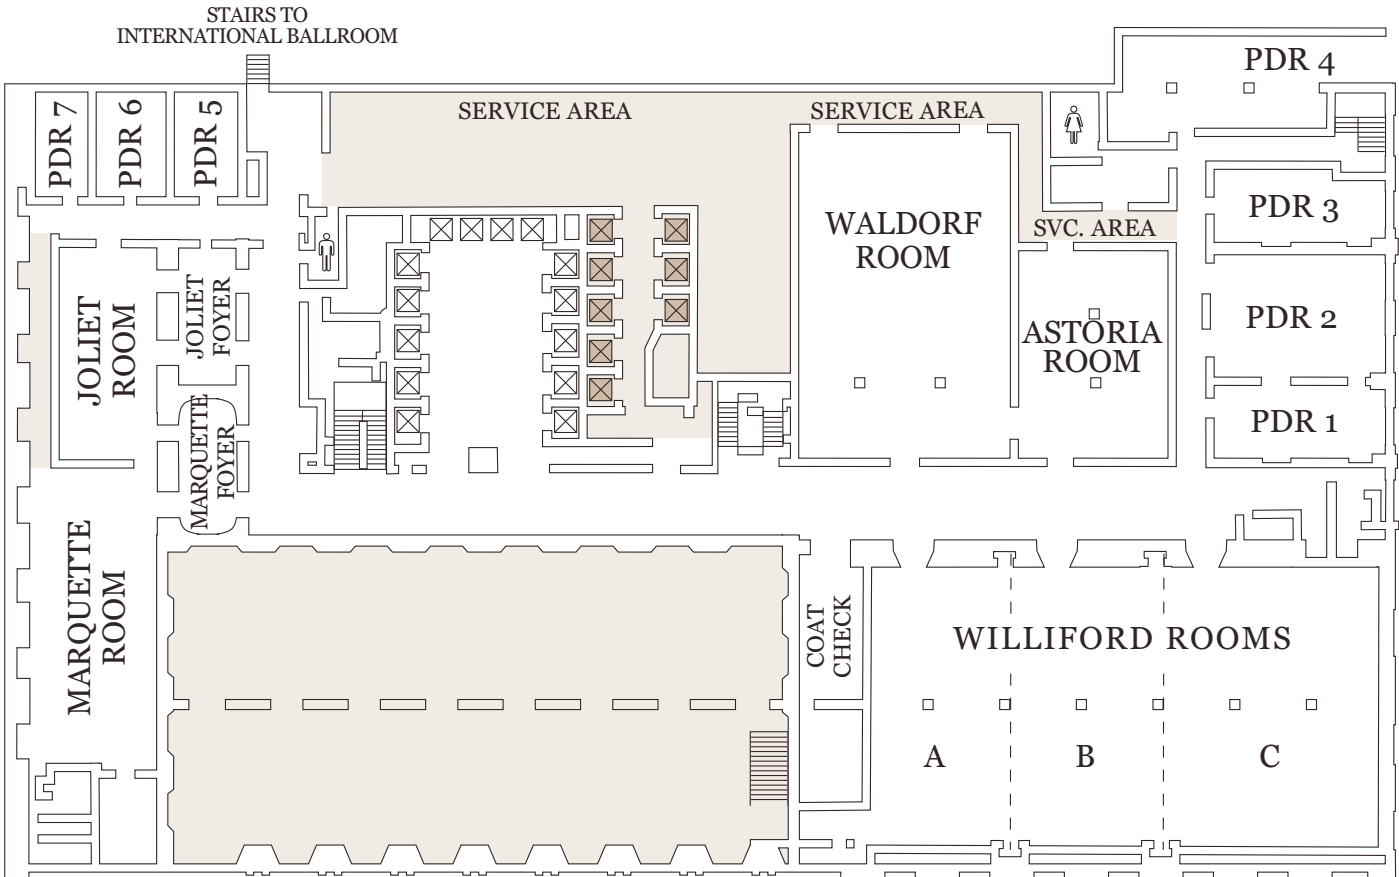 STAIRS TO
INTERNATIONAL BALLROOM
PDR 4
PDR 7
PDR 6
PDR 5
SERVICE AREA
SERVICE AREA
PDR 3
WALDORF
ROOM
SVC. AREA
JOLIET
ROOM
JOLIET
FOYER
ASTORIA
ROOM
PDR 2
PDR 1
MARQUETTE
FOYER
MARQUETTE
ROOM
COAT
CHECK
WILLIFORD ROOMS
A
B
C